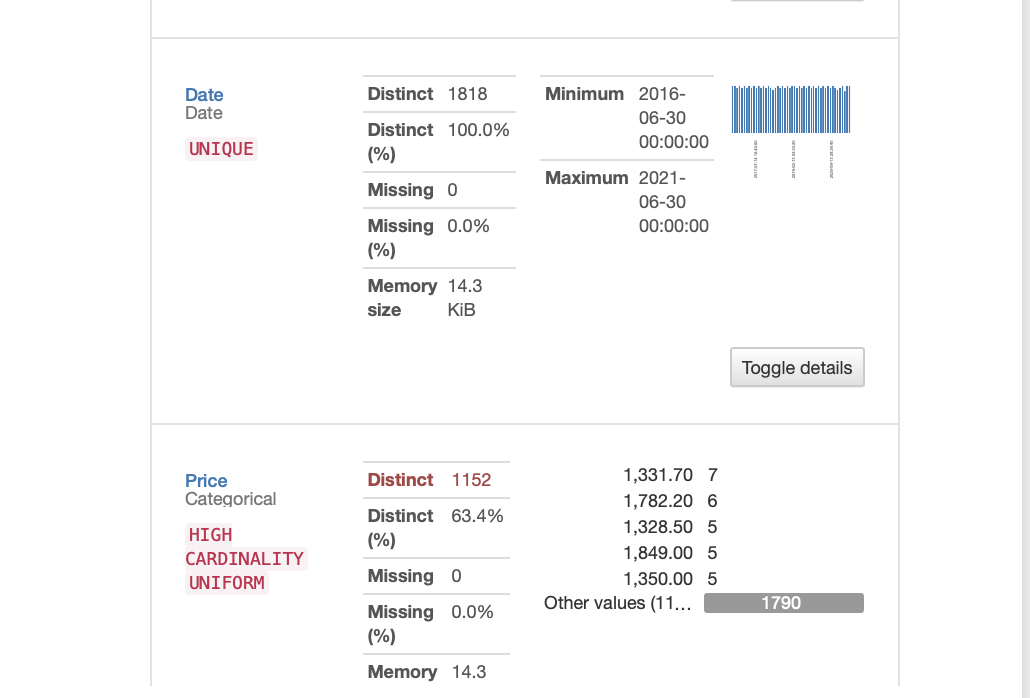 Date
Date
UNIQUE
Distinct 1818
Distinct (%) 100.0%
Missing 0
Missing (%) 0.0%
Memory size 14.3 KiB
Minimum 2016-06-30 00:00:00
Maximum 2021-06-30 00:00:00
Toggle details
Price
Categorical
HIGH
CARDINALITY
UNIFORM
Distinct 1152
Distinct (%) 63.4%
Missing 0
Missing (%) 0.0%
Memory 14.3
1,331.70 7
1,782.20 6
1,328.50 5
1,849.00 5
1,350.00 5
Other values (11... 1790